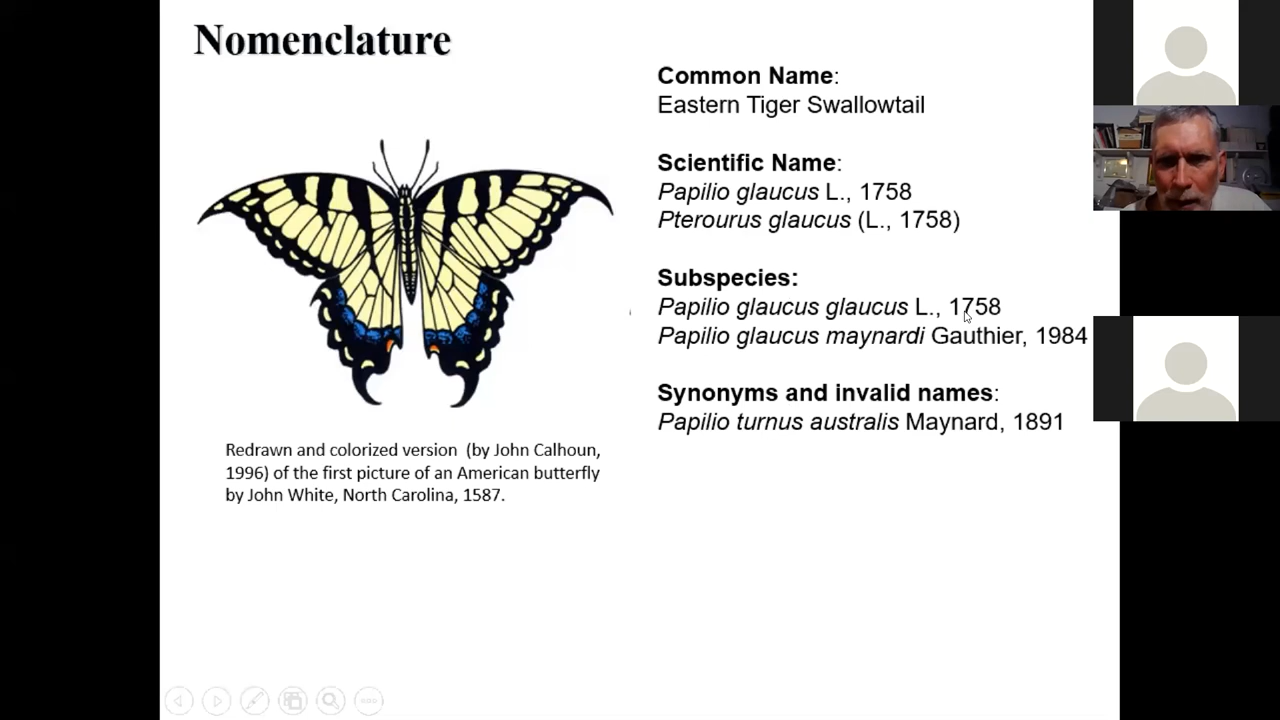 Nomenclature
Common Name:
Eastern Tiger Swallowtail
Scientific Name:
Papilio glaucus L., 1758
Pterourus glaucus (L., 1758)
Subspecies:
Papilio glaucus glaucus L., 1758
Papilio glaucus maynardi Gauthier, 1984
Synonyms and invalid names:
Papilio turnus australis Maynard, 1891
Redrawn and colorized version (by John Calhoun,
1996) of the first picture of an American butterfly
by John White, North Carolina, 1587.